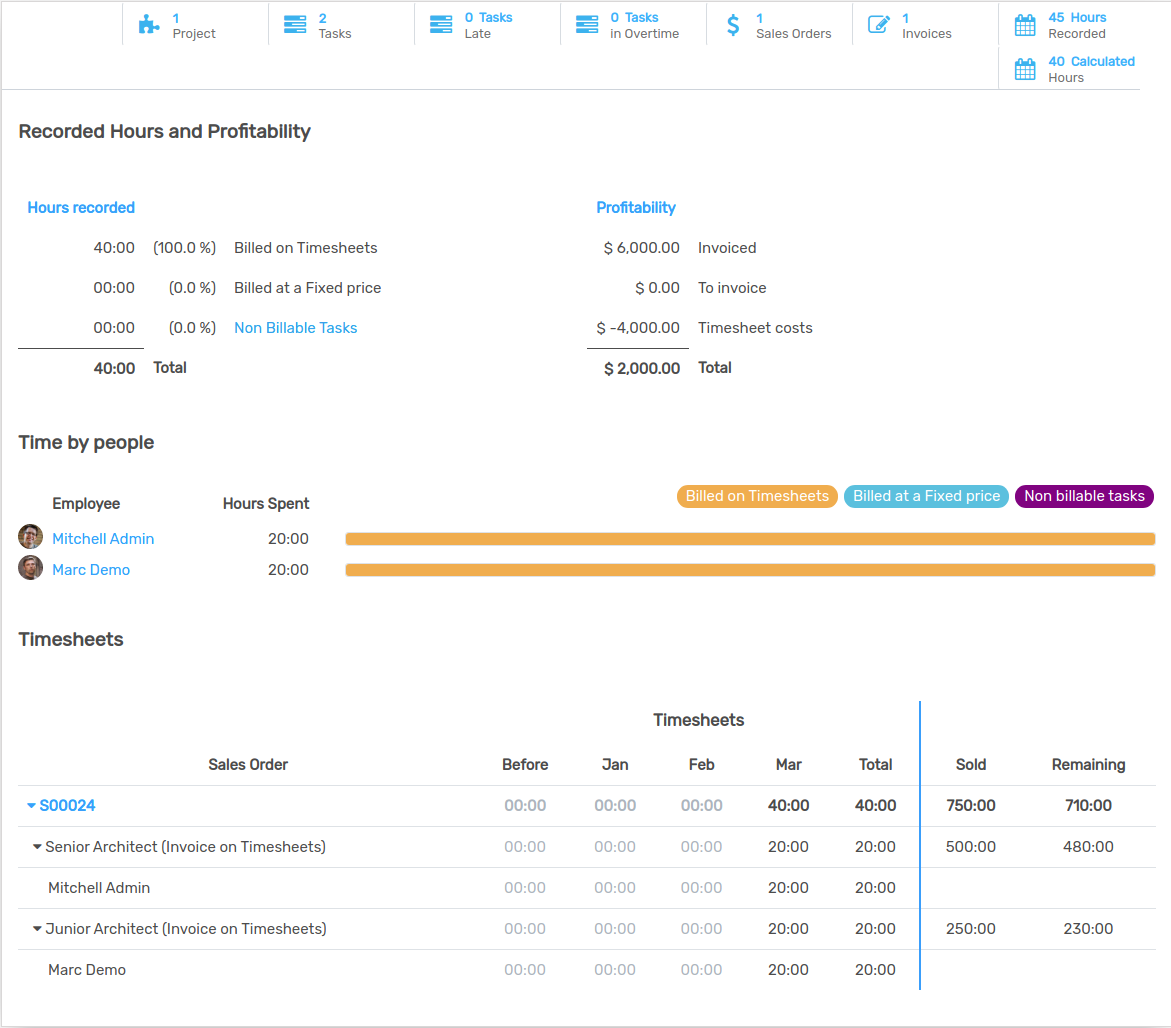 1 Project
2 Tasks
0 Tasks Late
0 Tasks in Overtime
1 Sales Orders
1 Invoices
45 Hours Recorded
40 Calculated Hours
Recorded Hours and Profitability
Hours recorded
40:00 (100.0 %) Billed on Timesheets
00:00 (0.0 %) Billed at a Fixed price
00:00 (0.0 %) Non Billable Tasks
40:00 Total
Profitability
$ 6,000.00 Invoiced
$ 0.00 To invoice
$ -4,000.00 Timesheet costs
$ 2,000.00 Total
Time by people
Employee Hours Spent Billed on Timesheets Billed at a Fixed price Non billable tasks
Mitchell Admin 20:00
Marc Demo 20:00
Timesheets
Timesheets
Sales Order Before Jan Feb Mar Total Sold Remaining
S00024 00:00 00:00 00:00 40:00 40:00 750:00 710:00
Senior Architect (Invoice on Timesheets) 00:00 00:00 00:00 20:00 20:00 500:00 480:00
Mitchell Admin 00:00 00:00 00:00 20:00 20:00
Junior Architect (Invoice on Timesheets) 00:00 00:00 00:00 20:00 20:00 250:00 230:00
Marc Demo 00:00 00:00 00:00 20:00 20:00